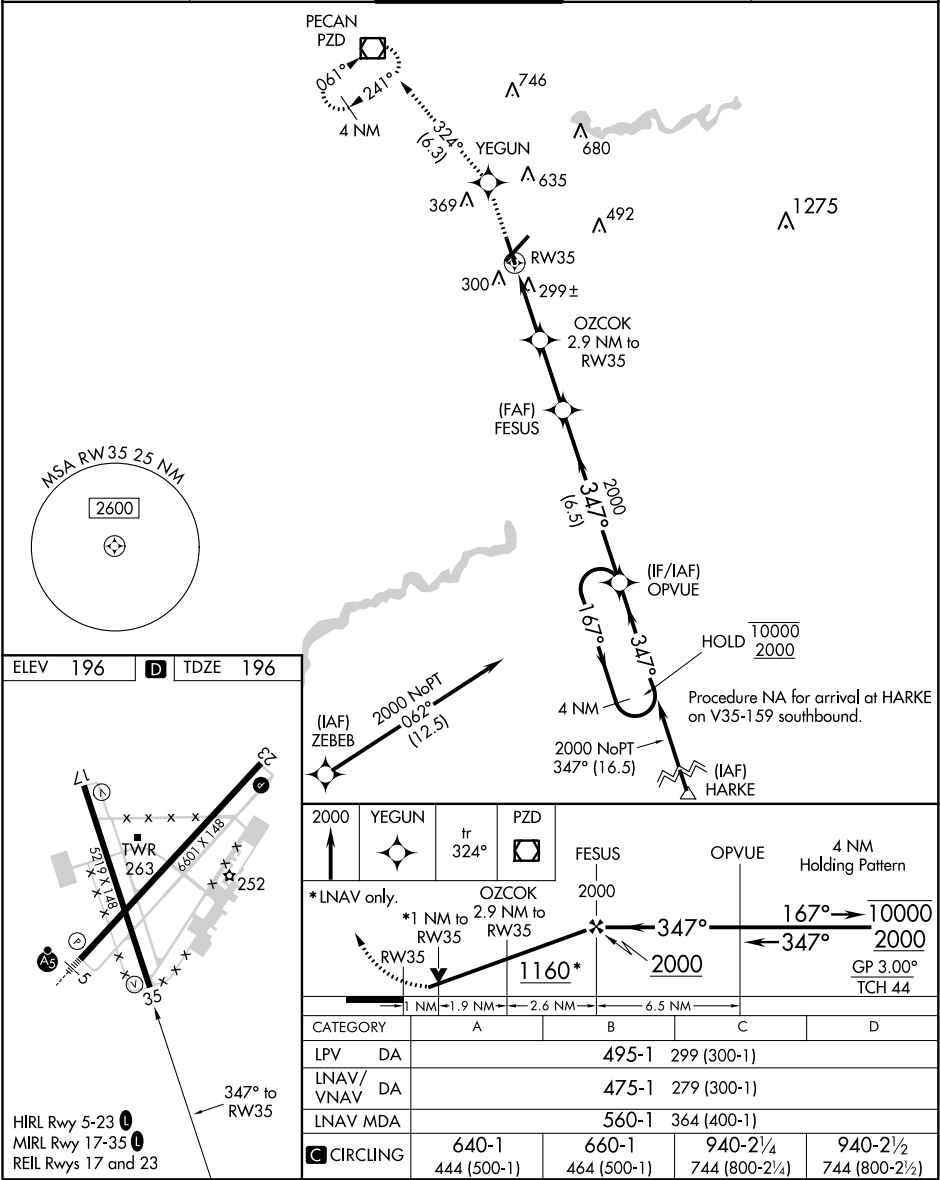 PECAN
PZD
061°
241°
4 NM
324°
(6.3)
746
680
YEGUN
635
369
492
1275
RW35
300
299±
OZCOK
2.9 NM to
RW35
(FAF)
FESUS
2000
347°
(6.5)
MSA RW35 25 NM
2600
(IF/IAF)
OPVUE
167°
347°
HOLD
10000
2000
4 NM
Procedure NA for arrival at HARKE
on V35-159 southbound.
2000 NoPT
347° (16.5)
(IAF)
HARKE
2000 NoPT
062°
(12.5)
(IAF)
ZEBEB
ELEV 196
D
TDZE 196
17
23
V
P
TWR
263
5219 X 148
6601 X 148
252
P
A5
5
V
35
347° to
RW35
HIRL Rwy 5-23 L
MIRL Rwy 17-35 L
REIL Rwys 17 and 23
2000
YEGUN
tr
324°
PZD
FESUS
OPVUE
4 NM
Holding Pattern
*LNAV only.
OZCOK
2.9 NM to
RW35
2000
*1 NM to
RW35
RW35
347°
167°
347°
10000
2000
1160*
2000
GP 3.00°
TCH 44
1 NM
1.9 NM
2.6 NM
6.5 NM
CATEGORY A B C D
LPV DA 495-1 299 (300-1)
LNAV/
VNAV DA 475-1 279 (300-1)
LNAV MDA 560-1 364 (400-1)
C CIRCLING
640-1 660-1 940-2¼ 940-2½
444 (500-1) 464 (500-1) 744 (800-2¼) 744 (800-2½)